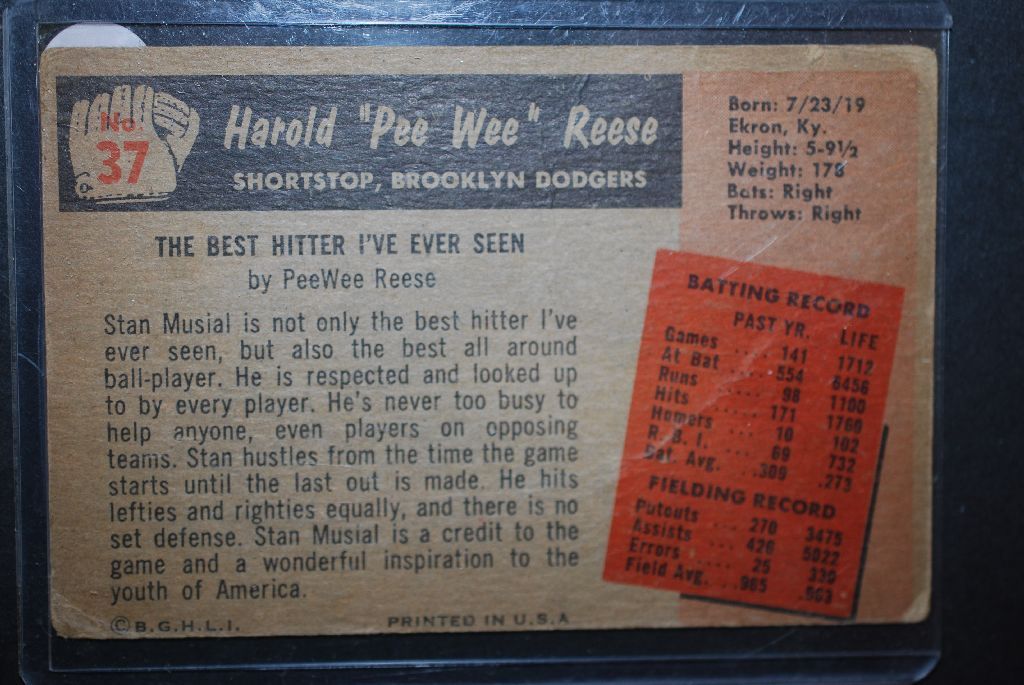 No.
37
Harold "Pee Wee" Reese
SHORTSTOP, BROOKLYN DODGERS
Born: 7/23/19
Ekron, Ky.
Height: 5-9½
Weight: 178
Bats: Right
Throws: Right
THE BEST HITTER I'VE EVER SEEN
by PeeWee Reese
Stan Musial is not only the best hitter I've
ever seen, but also the best all around
ball-player. He is respected and looked up
to by every player. He's never too busy to
help anyone, even players on opposing
teams. Stan hustles from the time the game
starts until the last out is made. He hits
lefties and righties equally, and there is no
set defense. Stan Musial is a credit to the
game and a wonderful inspiration to the
youth of America.
BATTING RECORD
PAST YR. LIFE
Games .... 141 1712
At Bat .... 554 6456
Runs .... 98 1100
Hits ..... 171 1760
Homers .... 10 102
R. B. I. ... 69 732
Bat. Avg. ... .309 .273
FIELDING RECORD
Putouts ... 270 3475
Assists ... 426 5022
Errors .... 25 339
Field Avg. .. .965
© B.G.H.L.I. PRINTED IN U.S.A